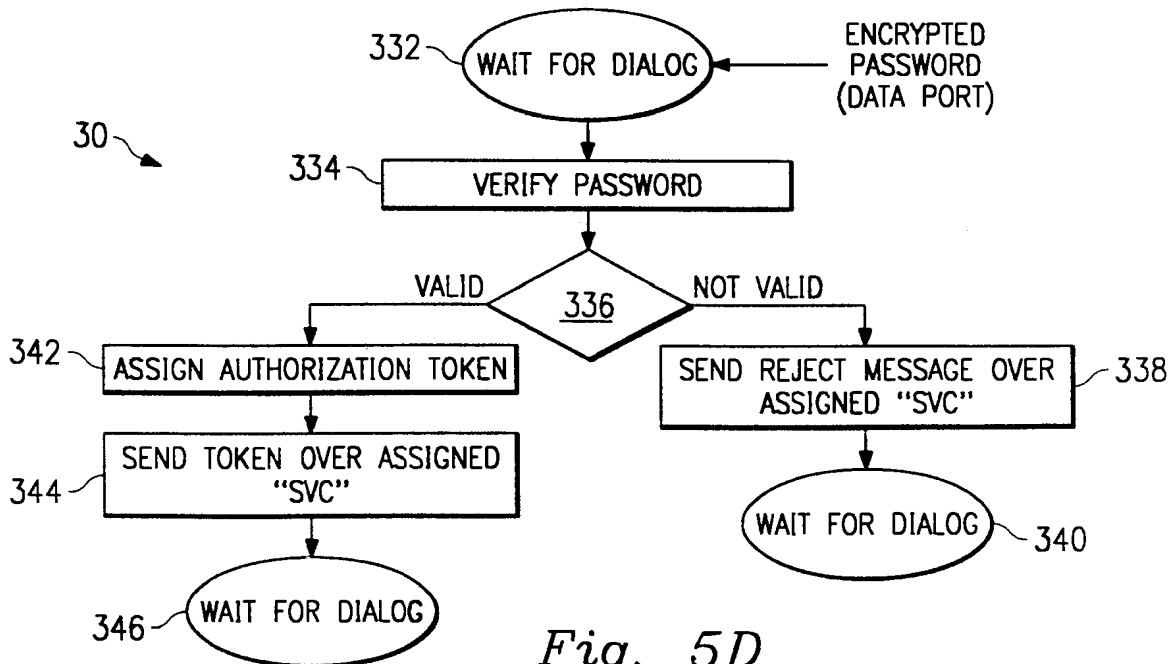 332
WAIT FOR DIALOG
ENCRYPTED
PASSWORD
(DATA PORT)
30
334
VERIFY PASSWORD
VALID
336
NOT VALID
342
ASSIGN AUTHORIZATION TOKEN
SEND REJECT MESSAGE OVER
ASSIGNED "SVC"
338
344
SEND TOKEN OVER ASSIGNED
"SVC"
WAIT FOR DIALOG
340
346
WAIT FOR DIALOG
Fig. 5D